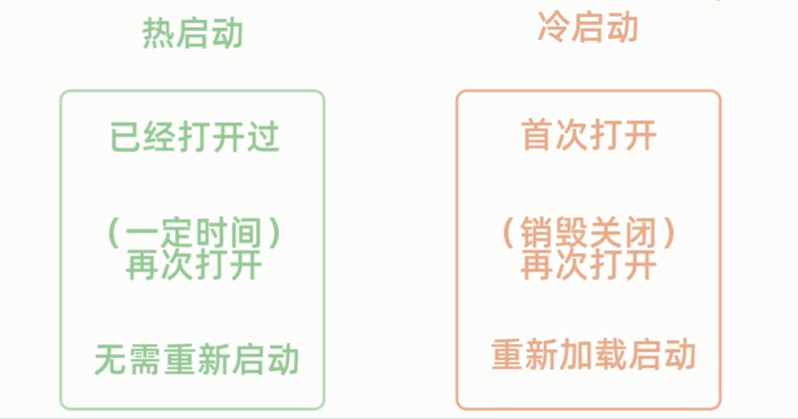 热启动
已经打开过
（一定时间）
再次打开
无需重新启动
冷启动
首次打开
（销毁关闭）
再次打开
重新加载启动